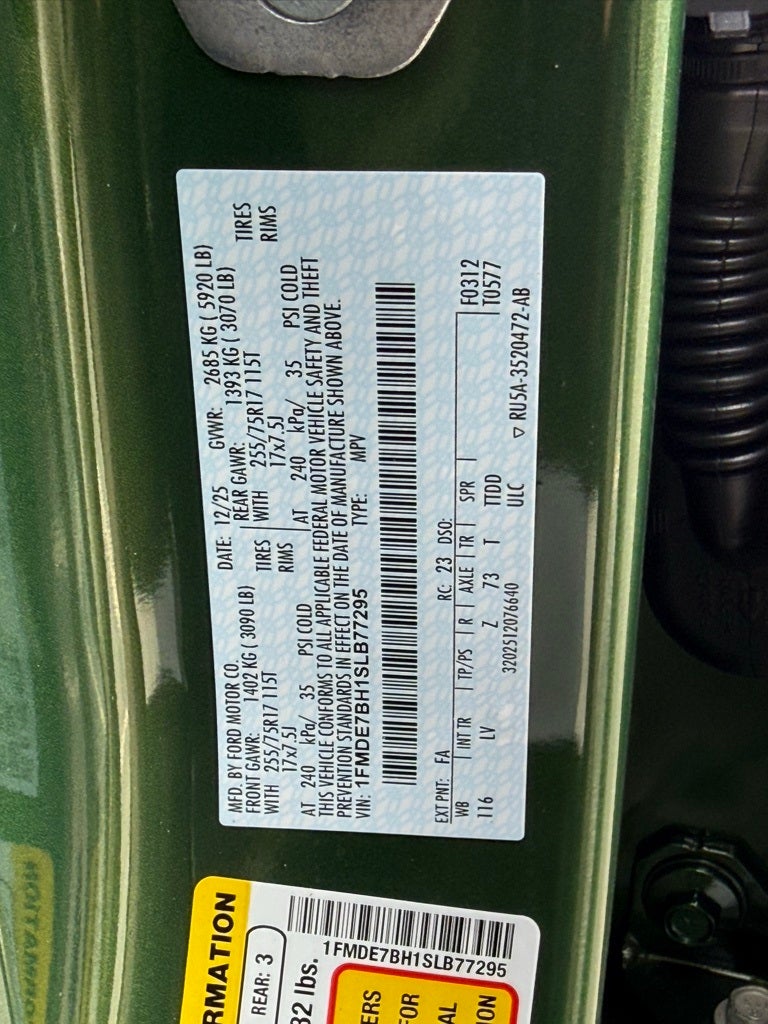 MFD. BY FORD MOTOR CO.
DATE: 12/25 GVWR: 2685 KG ( 5920 LB)
FRONT GAWR: 1402 KG ( 3090 LB) REAR GAWR: 1393 KG ( 3070 LB)
WITH 255/75R17 115T TIRES WITH 255/75R17 115T TIRES
17x7.5J RIMS 17x7.5J RIMS
AT 240 kPa/ 35 PSI COLD AT 240 kPa/ 35 PSI COLD
THIS VEHICLE CONFORMS TO ALL APPLICABLE FEDERAL MOTOR VEHICLE SAFETY AND THEFT
PREVENTION STANDARDS IN EFFECT ON THE DATE OF MANUFACTURE SHOWN ABOVE.
VIN: 1FMDE7BH1SLB77295 TYPE: MPV
EXT PNT: FA RC: 23 DSO: F0312
WB INT TR TP/PS R AXLE TR SPR T0577
116 LV Z 73 T TTDD
3202512076640 ULC
▽ RU5A-3520472-AB
RMATION
REAR: 3
32 lbs.
1FMDE7BH1SLB77295
ERS
FOR
AL
ION